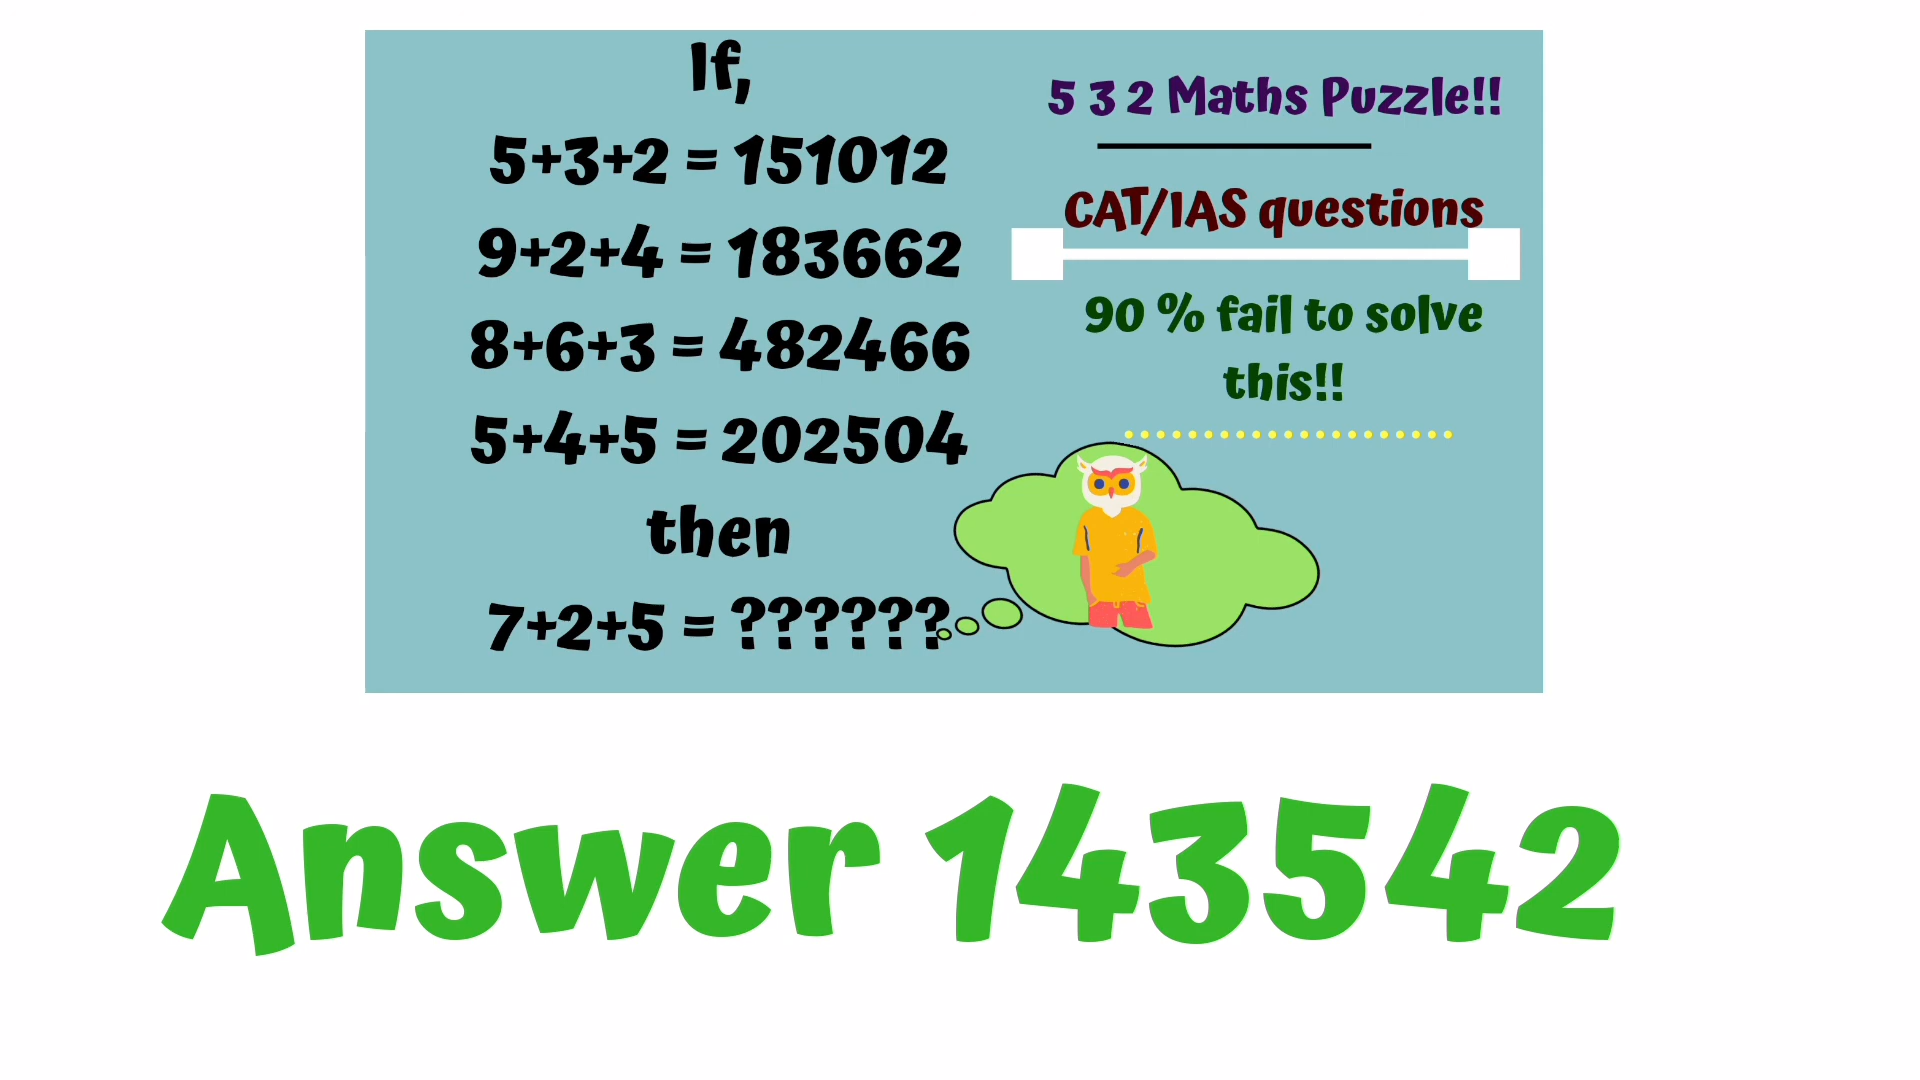 If,
5+3+2 = 151012
9+2+4 = 183662
8+6+3 = 482466
5+4+5 = 202504
then
7+2+5 = ??????
5 3 2 Maths Puzzle!!
CAT/IAS questions
90 % fail to solve
this!!
Answer 143542